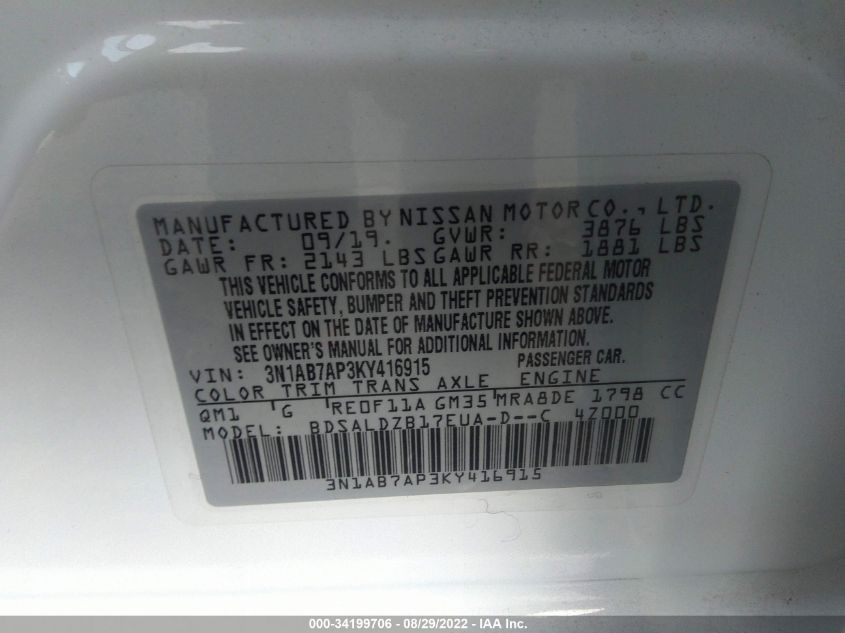 MANUFACTURED BY NISSAN MOTOR CO., LTD.
DATE: 09/19. GVWR: 3876 LBS
GAWR FR: 2143 LBS GAWR RR: 1881 LBS
THIS VEHICLE CONFORMS TO ALL APPLICABLE FEDERAL MOTOR
VEHICLE SAFETY, BUMPER AND THEFT PREVENTION STANDARDS
IN EFFECT ON THE DATE OF MANUFACTURE SHOWN ABOVE.
SEE OWNER'S MANUAL FOR ADDITIONAL INFORMATION.
VIN: 3N1AB7AP3KY416915 PASSENGER CAR.
COLOR TRIM TRANS AXLE ENGINE
QM1 G RE0F11A GM35 MRA8DE 1798 CC
MODEL: BDSALDZB17EUA-D--C 4Z000
3N1AB7AP3KY416915
000-34199706 - 08/29/2022 - IAA Inc.